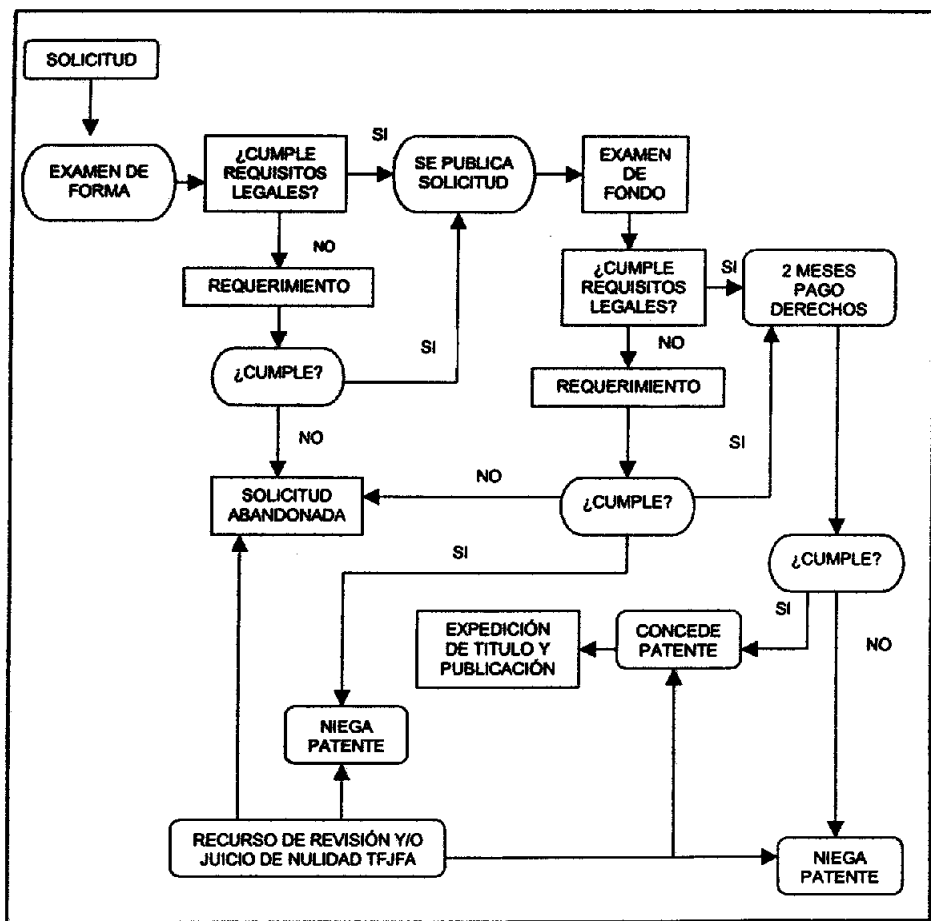 SOLICITUD
EXAMEN DE
FORMA
¿CUMPLE
REQUISITOS
LEGALES?
SI
SE PUBLICA
SOLICITUD
EXAMEN
DE
FONDO
NO
REQUERIMIENTO
¿CUMPLE?
SI
NO
SOLICITUD
ABANDONADA
¿CUMPLE
REQUISITOS
LEGALES?
SI
2 MESES
PAGO
DERECHOS
NO
REQUERIMIENTO
SI
NO
¿CUMPLE?
SI
¿CUMPLE?
SI
NO
EXPEDICIÓN
DE TITULO Y
PUBLICACIÓN
CONCEDE
PATENTE
NIEGA
PATENTE
RECURSO DE REVISIÓN Y/O
JUICIO DE NULIDAD TFJFA
NIEGA
PATENTE